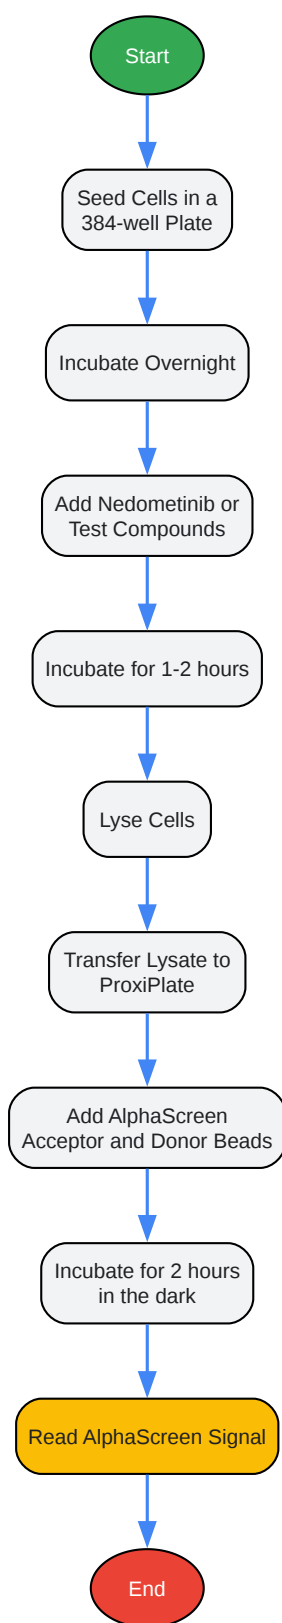 Start
Seed Cells in a
384-well Plate
Incubate Overnight
Add Nedometinib or
Test Compounds
Incubate for 1-2 hours
Lyse Cells
Transfer Lysate to
ProxiPlate
Add AlphaScreen
Acceptor and Donor Beads
Incubate for 2 hours
in the dark
Read AlphaScreen Signal
End